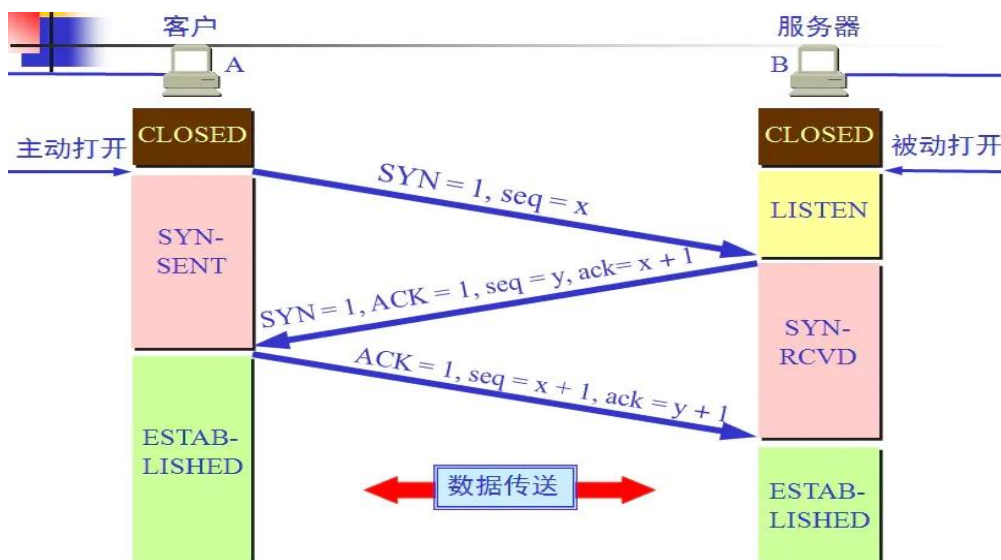 客户
服务器
A
B
CLOSED
CLOSED
主动打开
被动打开
SYN = 1, seq = x
LISTEN
SYN-
SENT
SYN = 1, ACK = 1, seq = y, ack= x + 1
SYN-
RCVD
ACK = 1, seq = x + 1, ack = y + 1
ESTAB-
LISHED
数据传送
ESTAB-
LISHED